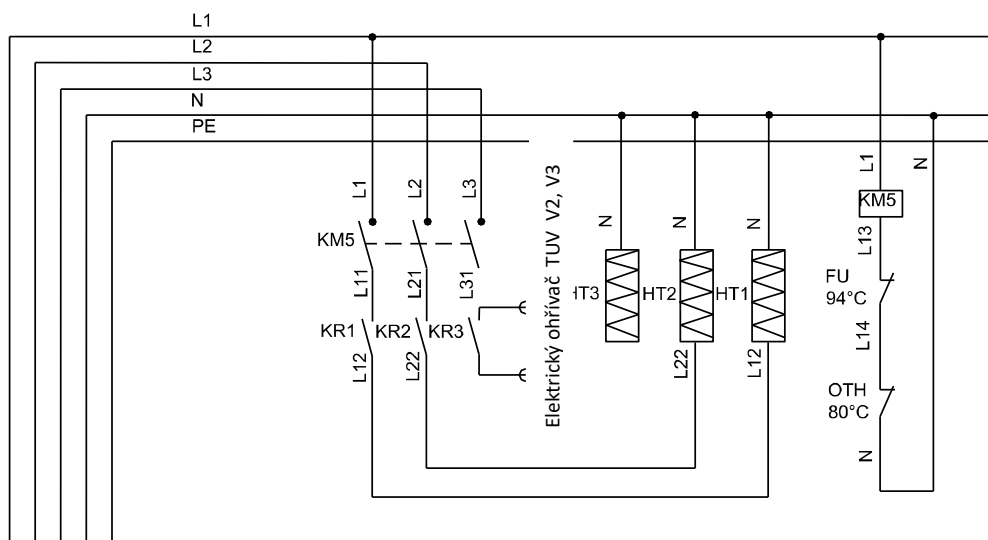 L1
L2
L3
N
PE
L1
L2
L3
KM5
L11
L21
L31
KR1
KR2
KR3
L12
L22
Elektrický ohřívač TUV V2, V3
N
N
N
HT3
HT2
HT1
L22
L12
L1
N
KM5
L13
FU
94°C
L14
OTH
80°C
N